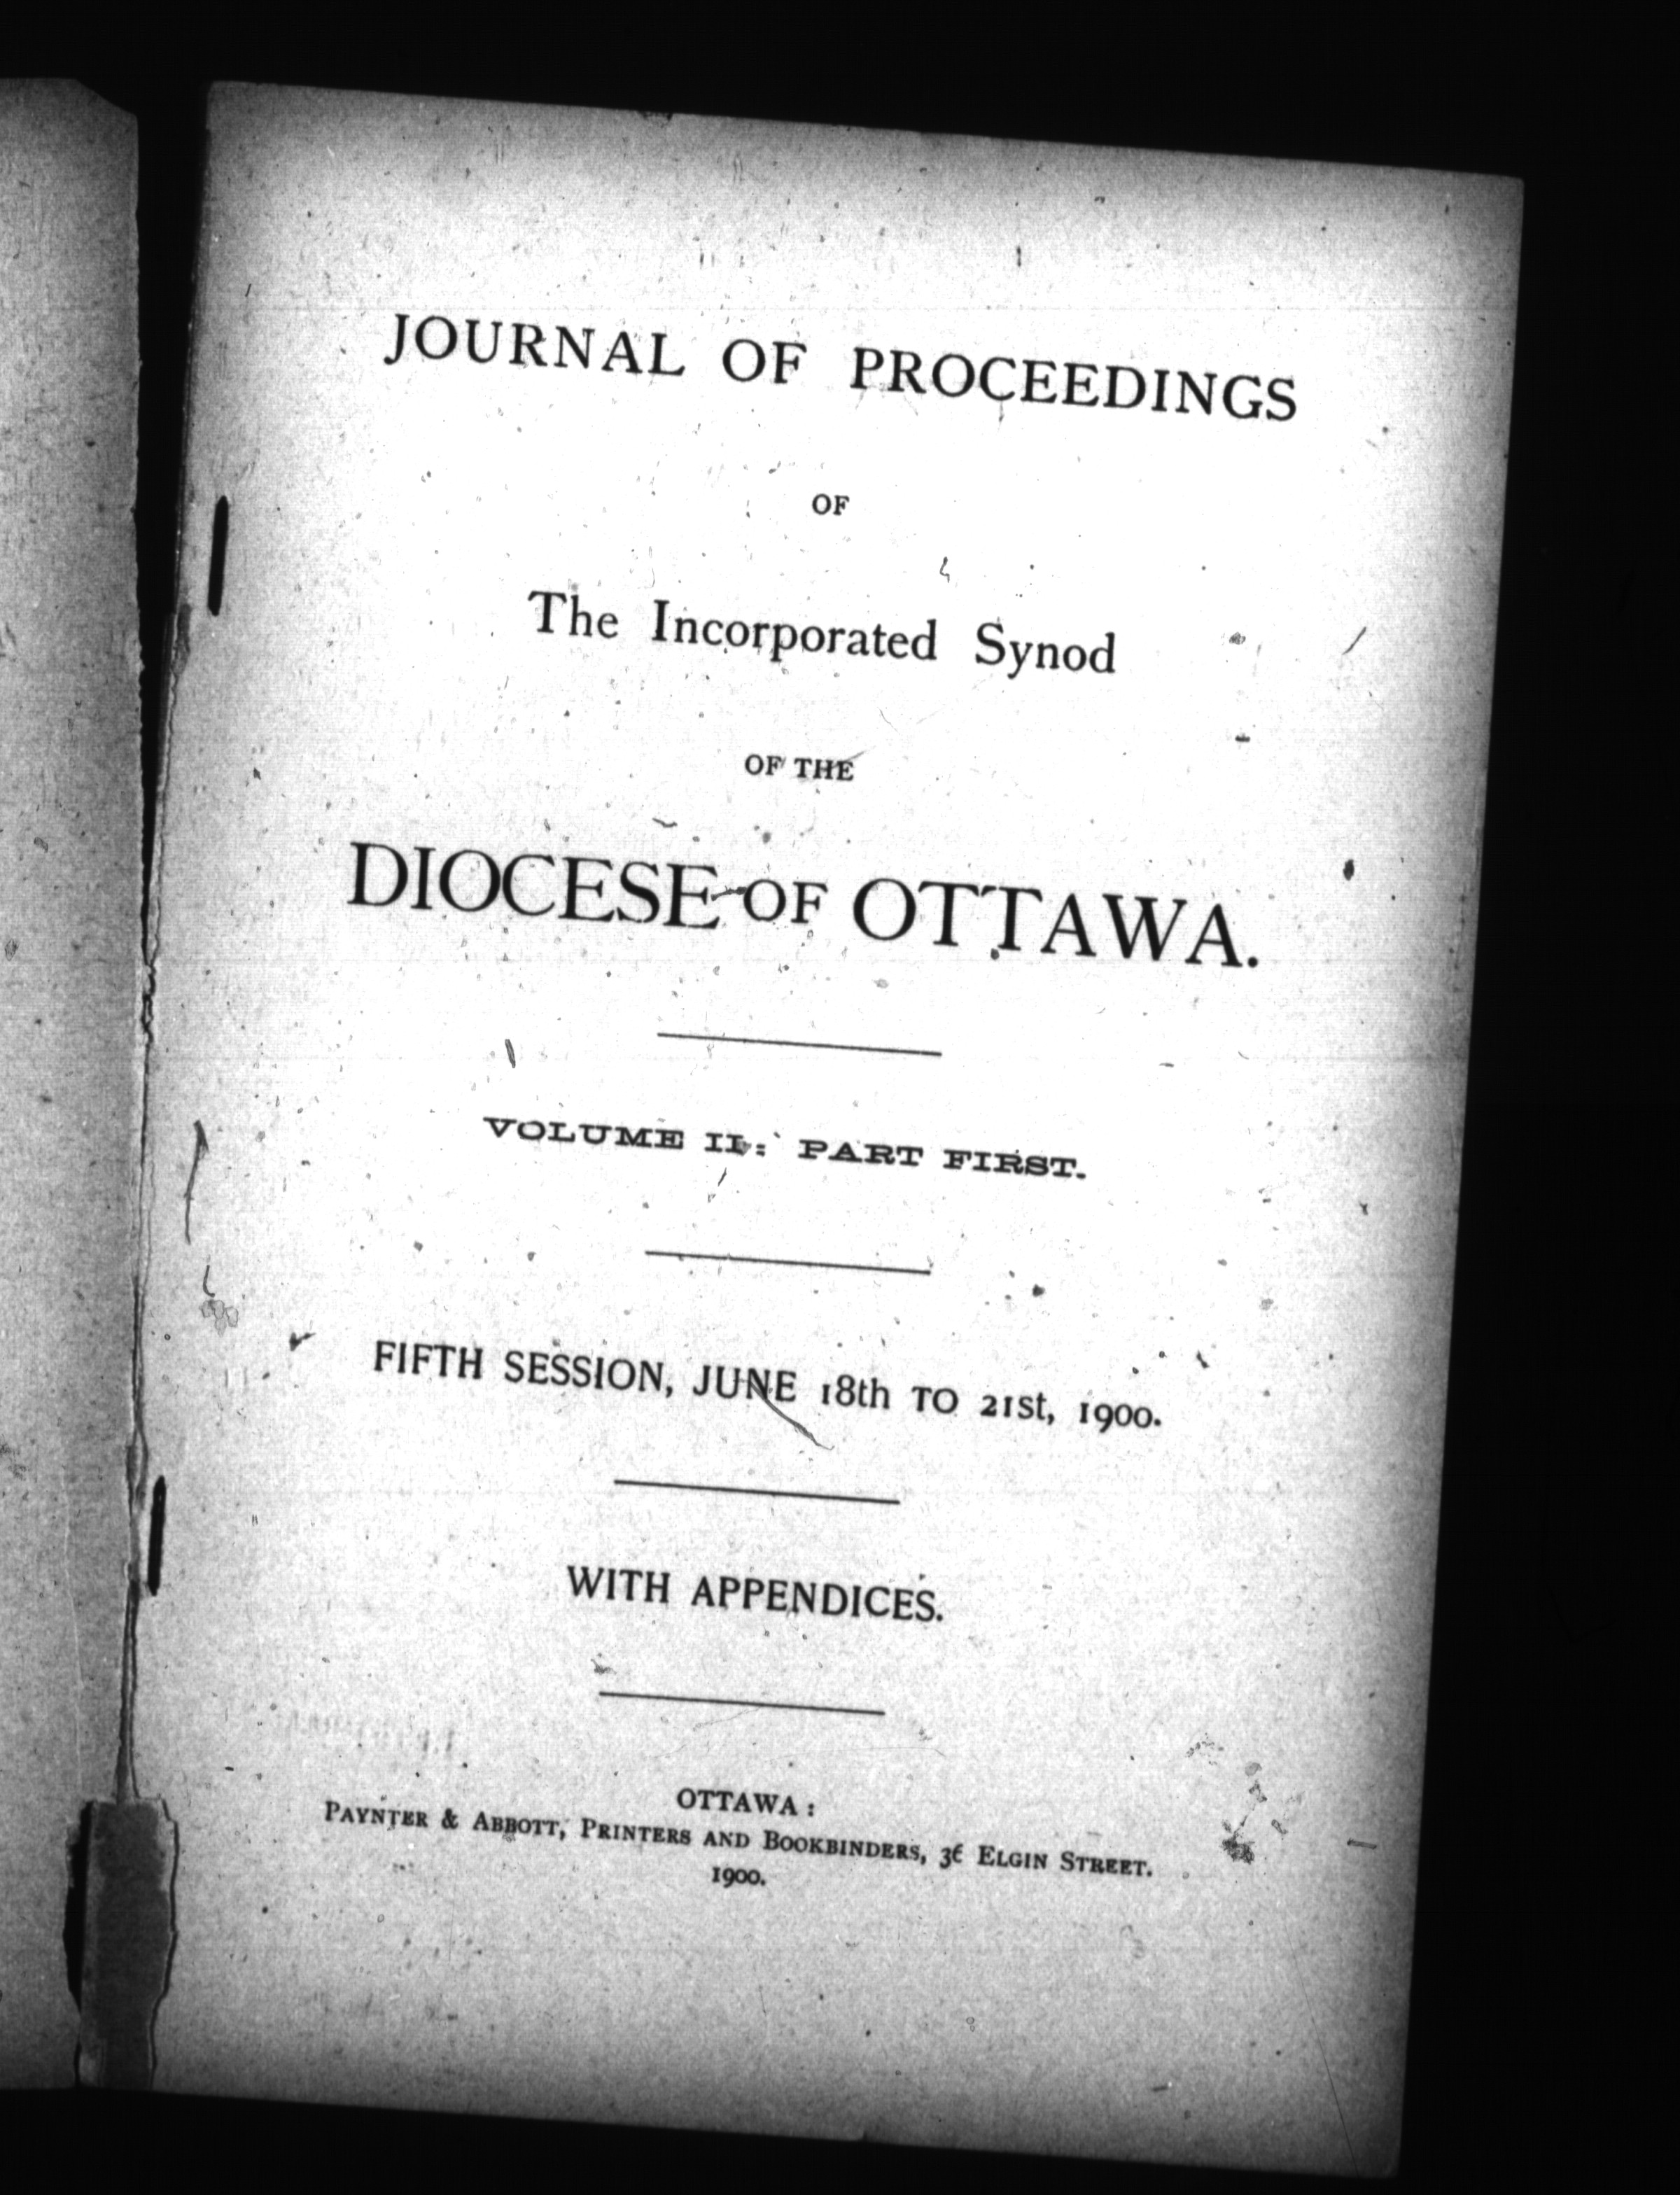 JOURNAL OF PROCEEDINGS
OF
The Incorporated Synod
OF THE
DIOCESE OF OTTAWA.
VOLUME II: PART FIRST.
FIFTH SESSION, JUNE 18th TO 21st, 1900.
WITH APPENDICES.
OTTAWA:
PAYNTER & ABBOTT, PRINTERS AND BOOKBINDERS, 36 ELGIN STREET.
1900.